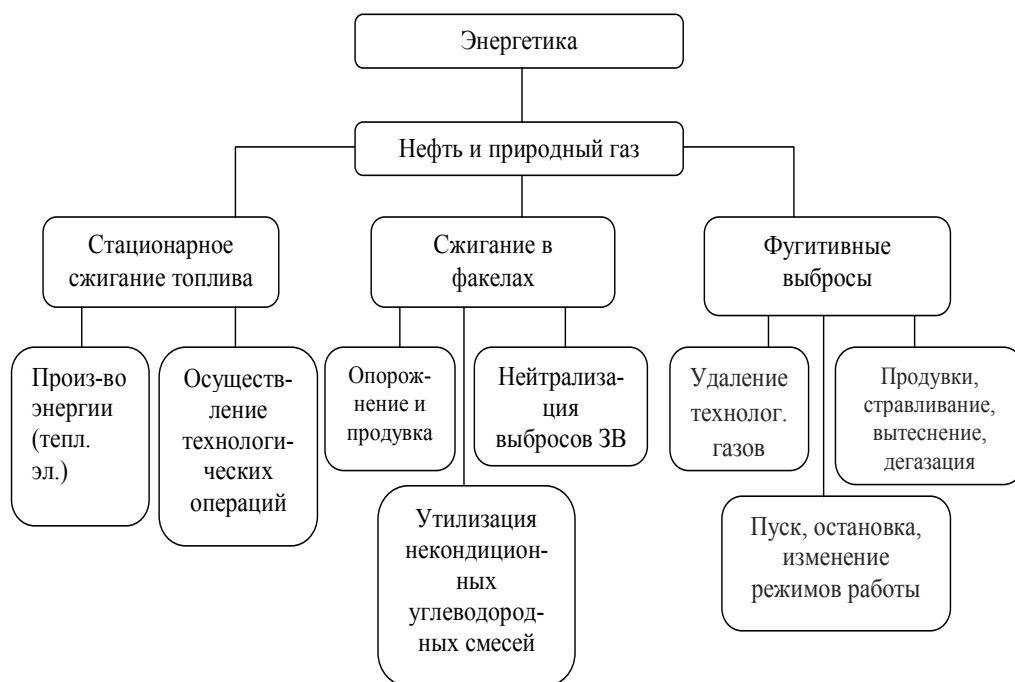 Энергетика
Нефть и природный газ
Стационарное
сжигание топлива
Сжигание в
факелах
Фугитивные
выбросы
Произ-во
энергии
(тепл.
эл.)
Осуществ-
ление
технологи-
ческих
операций
Опорож-
нение и
продувка
Нейтрализа-
ция
выбросов ЗВ
Удаление
технолог.
газов
Продувки,
стравливание,
вытеснение,
дегазация
Утилизация
некондицион-
ных
углеводород-
ных смесей
Пуск, остановка,
изменение
режимов работы